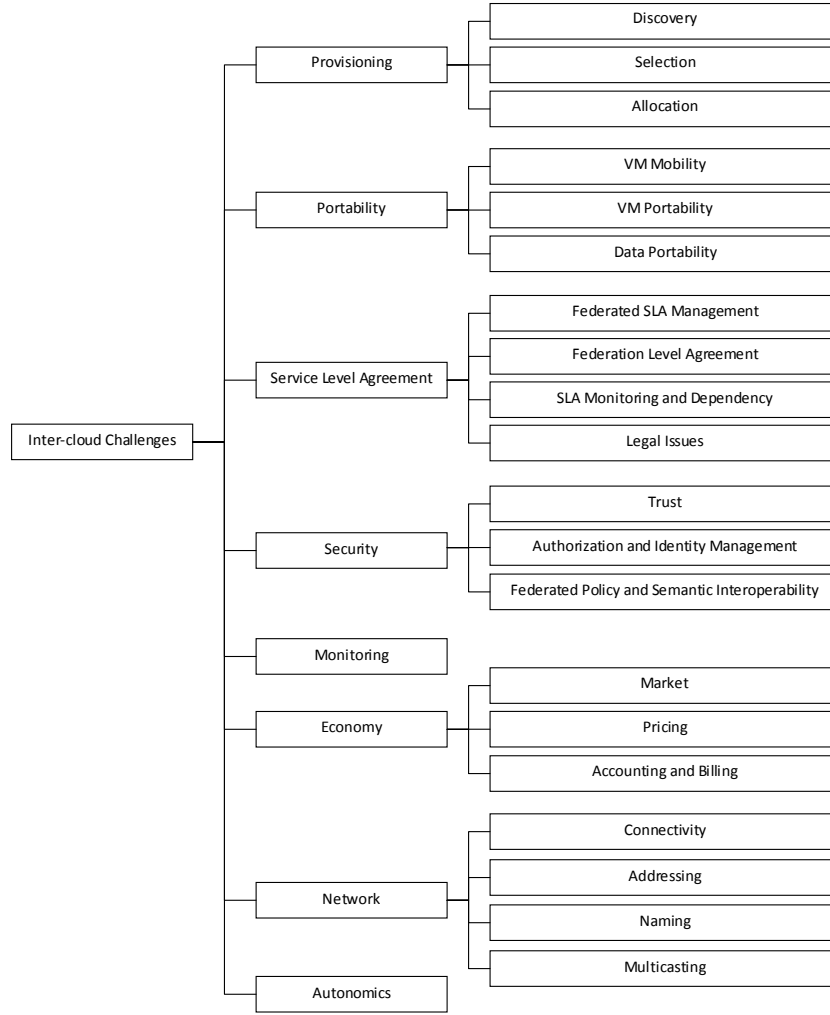 Inter-cloud Challenges
Provisioning
Discovery
Selection
Allocation
Portability
VM Mobility
VM Portability
Data Portability
Service Level Agreement
Federated SLA Management
Federation Level Agreement
SLA Monitoring and Dependency
Legal Issues
Security
Trust
Authorization and Identity Management
Federated Policy and Semantic Interoperability
Monitoring
Economy
Market
Pricing
Accounting and Billing
Network
Connectivity
Addressing
Naming
Multicasting
Autonomics